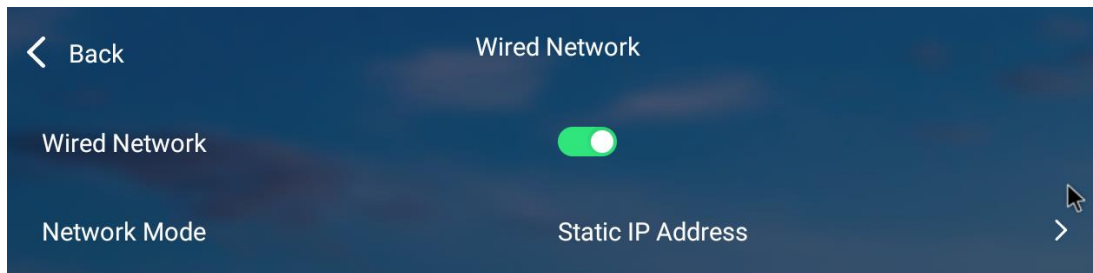 Back
Wired Network
Wired Network
Network Mode
Static IP Address